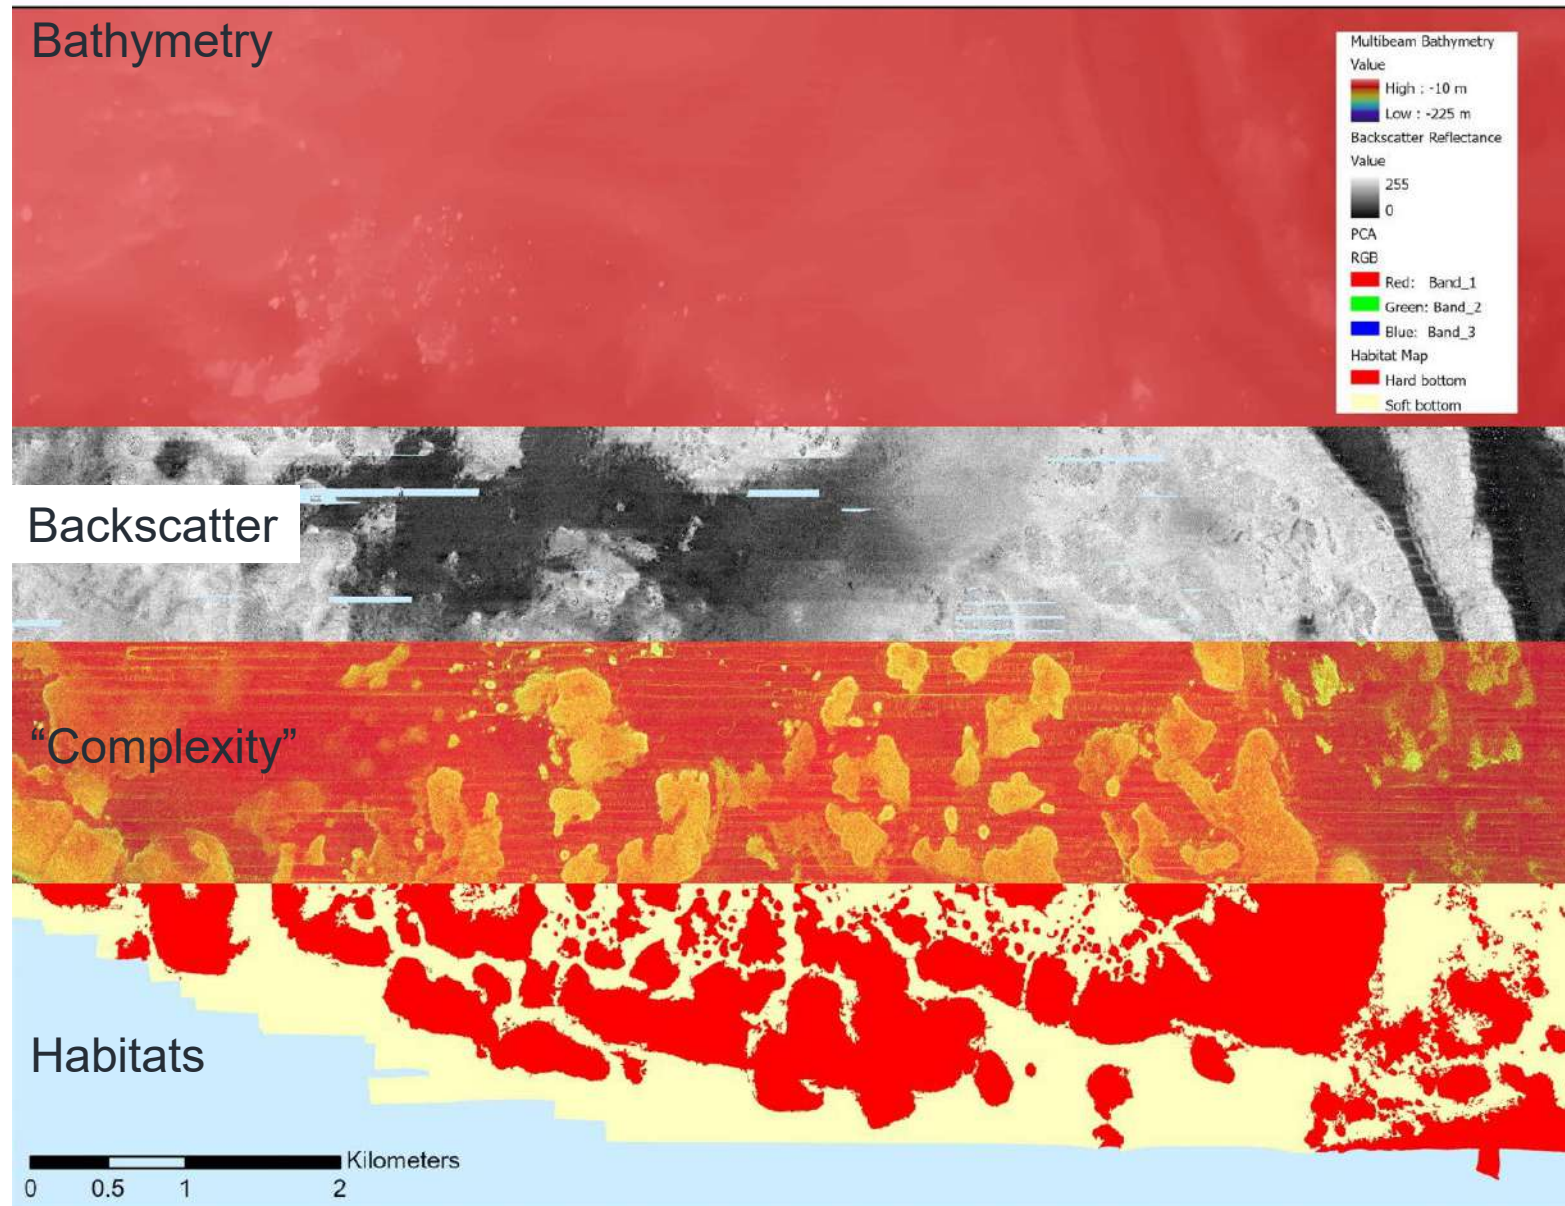 Bathymetry
Multibeam Bathymetry
Value
High : -10 m
Low : -225 m
Backscatter Reflectance
Value
255
0
PCA
RGB
Red: Band_1
Green: Band_2
Blue: Band_3
Habitat Map
Hard bottom
Soft bottom
Backscatter
“Complexity”
Habitats
Kilometers
0 0.5 1 2